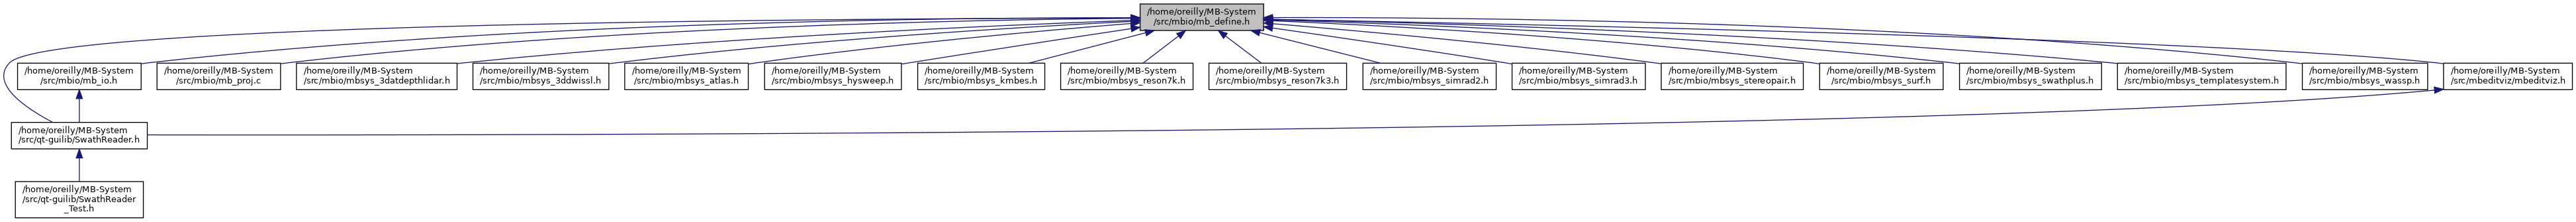 /home/oreilly/MB-System
/src/mbio/mb_define.h
/home/oreilly/MB-System
/src/mbio/mb_io.h
/home/oreilly/MB-System
/src/mbio/mb_proj.c
/home/oreilly/MB-System
/src/mbio/mbsys_3datdepthlidar.h
/home/oreilly/MB-System
/src/mbio/mbsys_3ddwissl.h
/home/oreilly/MB-System
/src/mbio/mbsys_atlas.h
/home/oreilly/MB-System
/src/mbio/mbsys_hysweep.h
/home/oreilly/MB-System
/src/mbio/mbsys_kmbes.h
/home/oreilly/MB-System
/src/mbio/mbsys_reson7k.h
/home/oreilly/MB-System
/src/mbio/mbsys_reson7k3.h
/home/oreilly/MB-System
/src/mbio/mbsys_simrad2.h
/home/oreilly/MB-System
/src/mbio/mbsys_simrad3.h
/home/oreilly/MB-System
/src/mbio/mbsys_stereopair.h
/home/oreilly/MB-System
/src/mbio/mbsys_surf.h
/home/oreilly/MB-System
/src/mbio/mbsys_swathplus.h
/home/oreilly/MB-System
/src/mbio/mbsys_templatesystem.h
/home/oreilly/MB-System
/src/mbio/mbsys_wassp.h
/home/oreilly/MB-System
/src/mbeditviz/mbeditviz.h
/home/oreilly/MB-System
/src/qt-guilib/SwathReader.h
/home/oreilly/MB-System
/src/qt-guilib/SwathReader
_Test.h